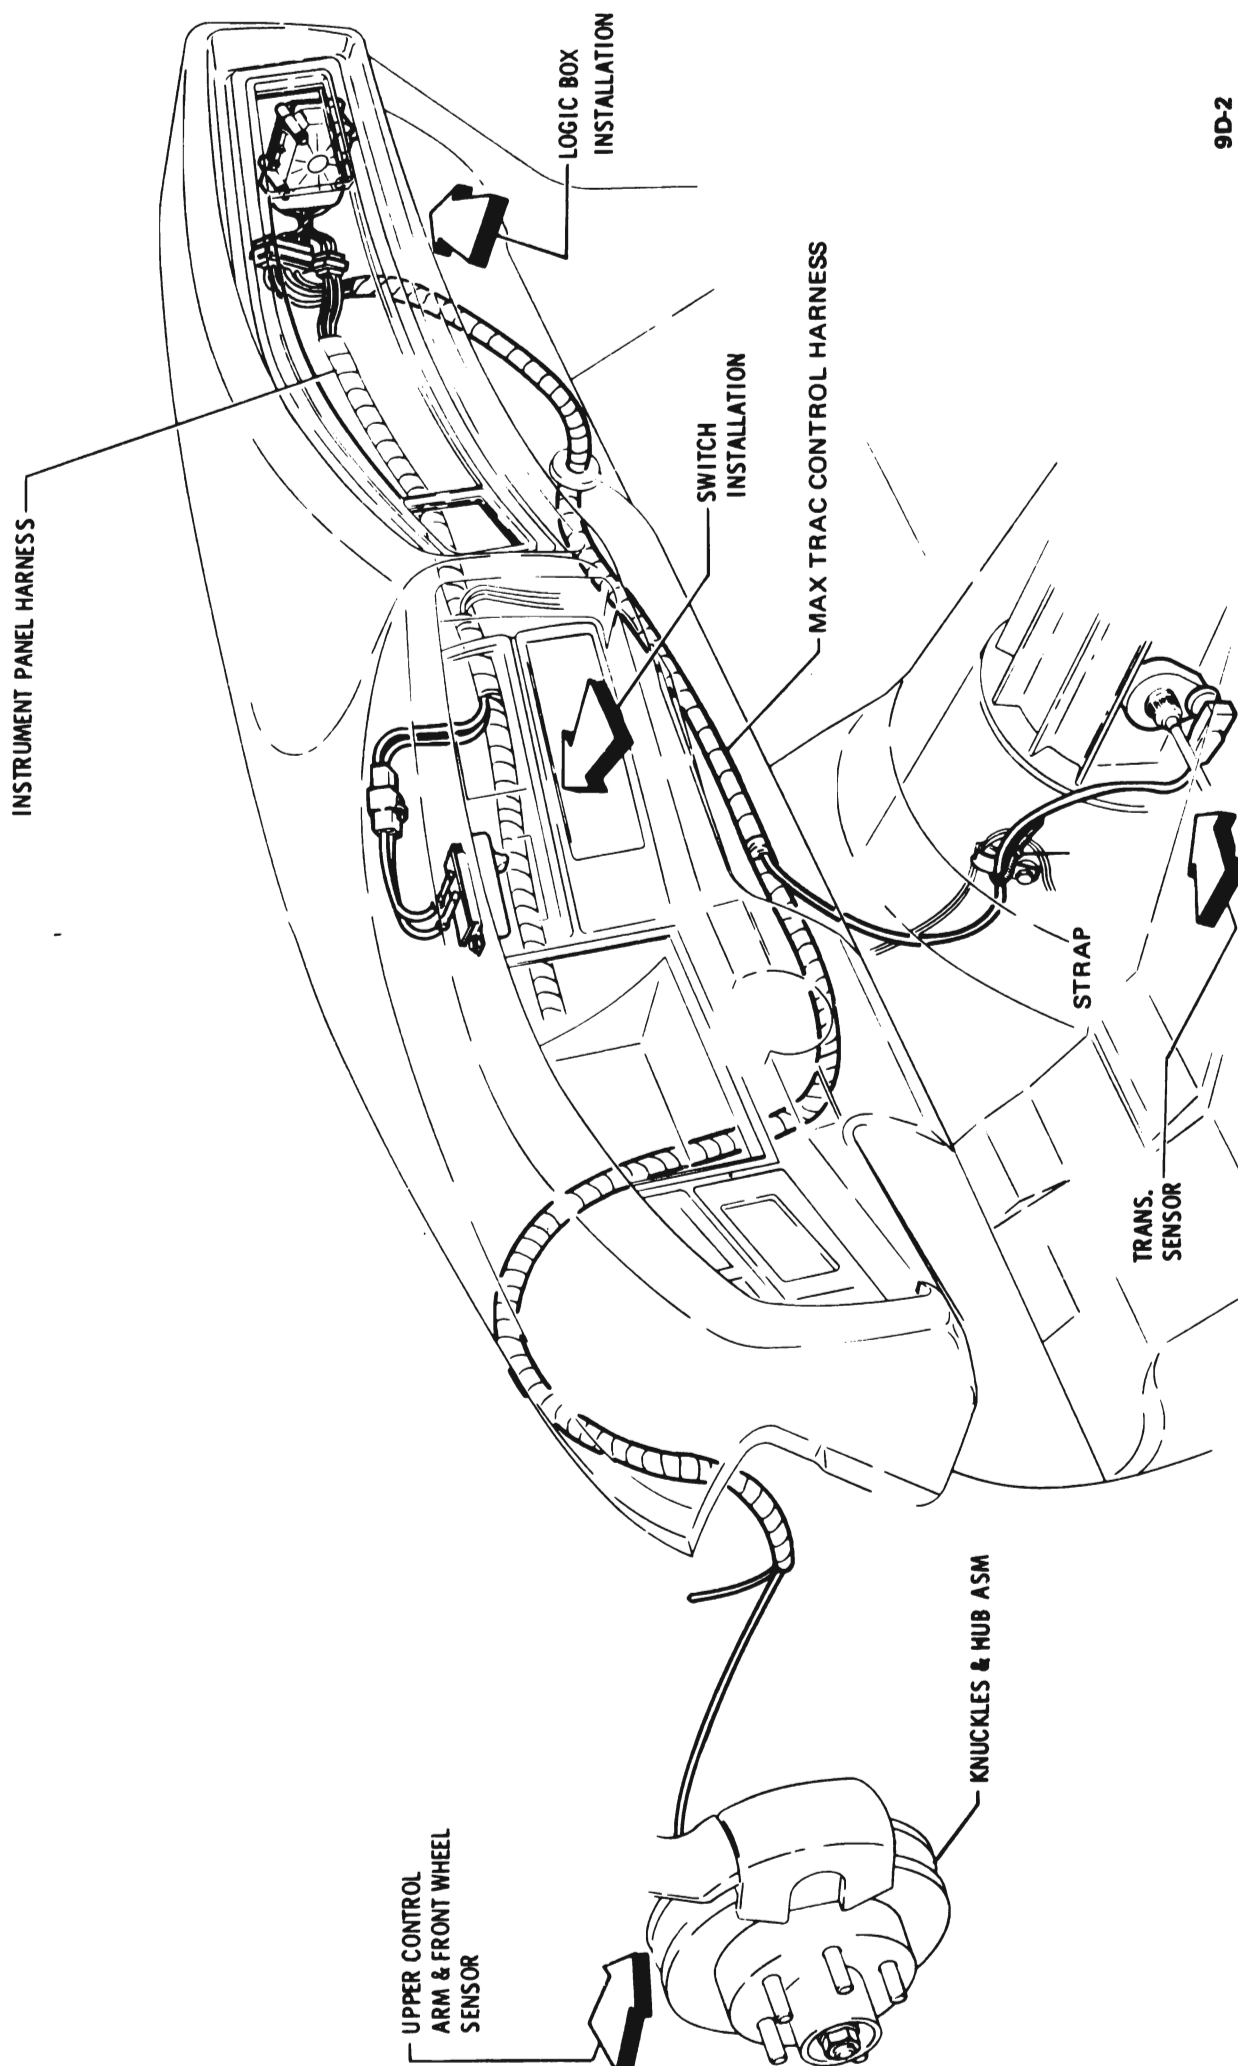 INSTRUMENT PANEL HARNESS
LOGIC BOX
INSTALLATION
SWITCH
INSTALLATION
MAX TRAC CONTROL HARNESS
STRAP
TRANS.
SENSOR
KNUCKLES & HUB ASM
UPPER CONTROL
ARM & FRONT WHEEL
SENSOR
9D-2